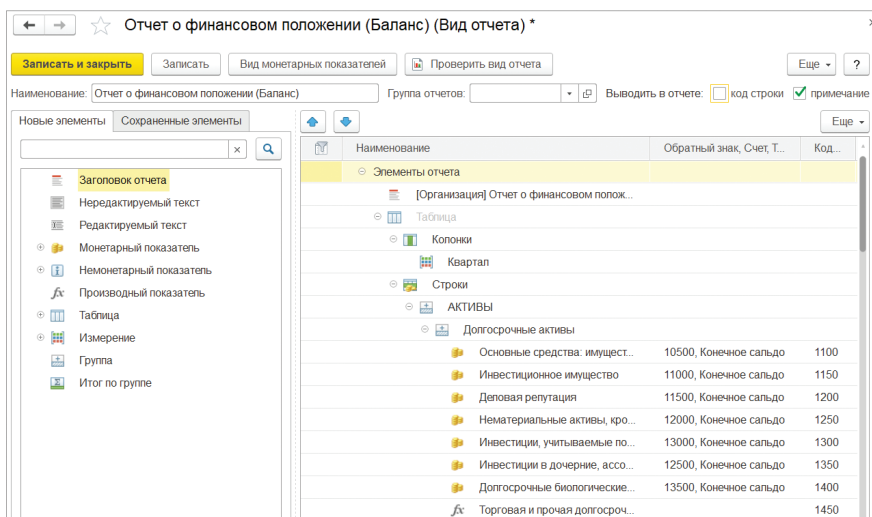 Отчет о финансовом положении (Баланс) (Вид отчета) *
Записать и закрыть Записать Вид монетарных показателей Проверить вид отчета Еще ?
Наименование: Отчет о финансовом положении (Баланс) Группа отчетов: Выводить в отчете: код строки примечание
Новые элементы Сохраненные элементы Еще
Наименование Обратный знак, Счет, Т... Код...
Элементы отчета
Заголовок отчета
[Организация] Отчет о финансовом полож...
Нередактируемый текст
Таблица
Редактируемый текст
Колонки
Монетарный показатель
Квартал
Немонетарный показатель
Строки
fx Производный показатель
АКТИВЫ
Таблица
Долгосрочные активы
Измерение
Основные средства: имущест... 10500, Конечное сальдо 1100
Группа
Инвестиционное имущество 11000, Конечное сальдо 1150
Итог по группе
Деловая репутация 11500, Конечное сальдо 1200
Нематериальные активы, кро... 12000, Конечное сальдо 1250
Инвестиции, учитываемые по... 13000, Конечное сальдо 1300
Инвестиции в дочерние, ассо... 12500, Конечное сальдо 1350
Долгосрочные биологические... 13500, Конечное сальдо 1400
fx Торговая и прочая долгосроч... 1450